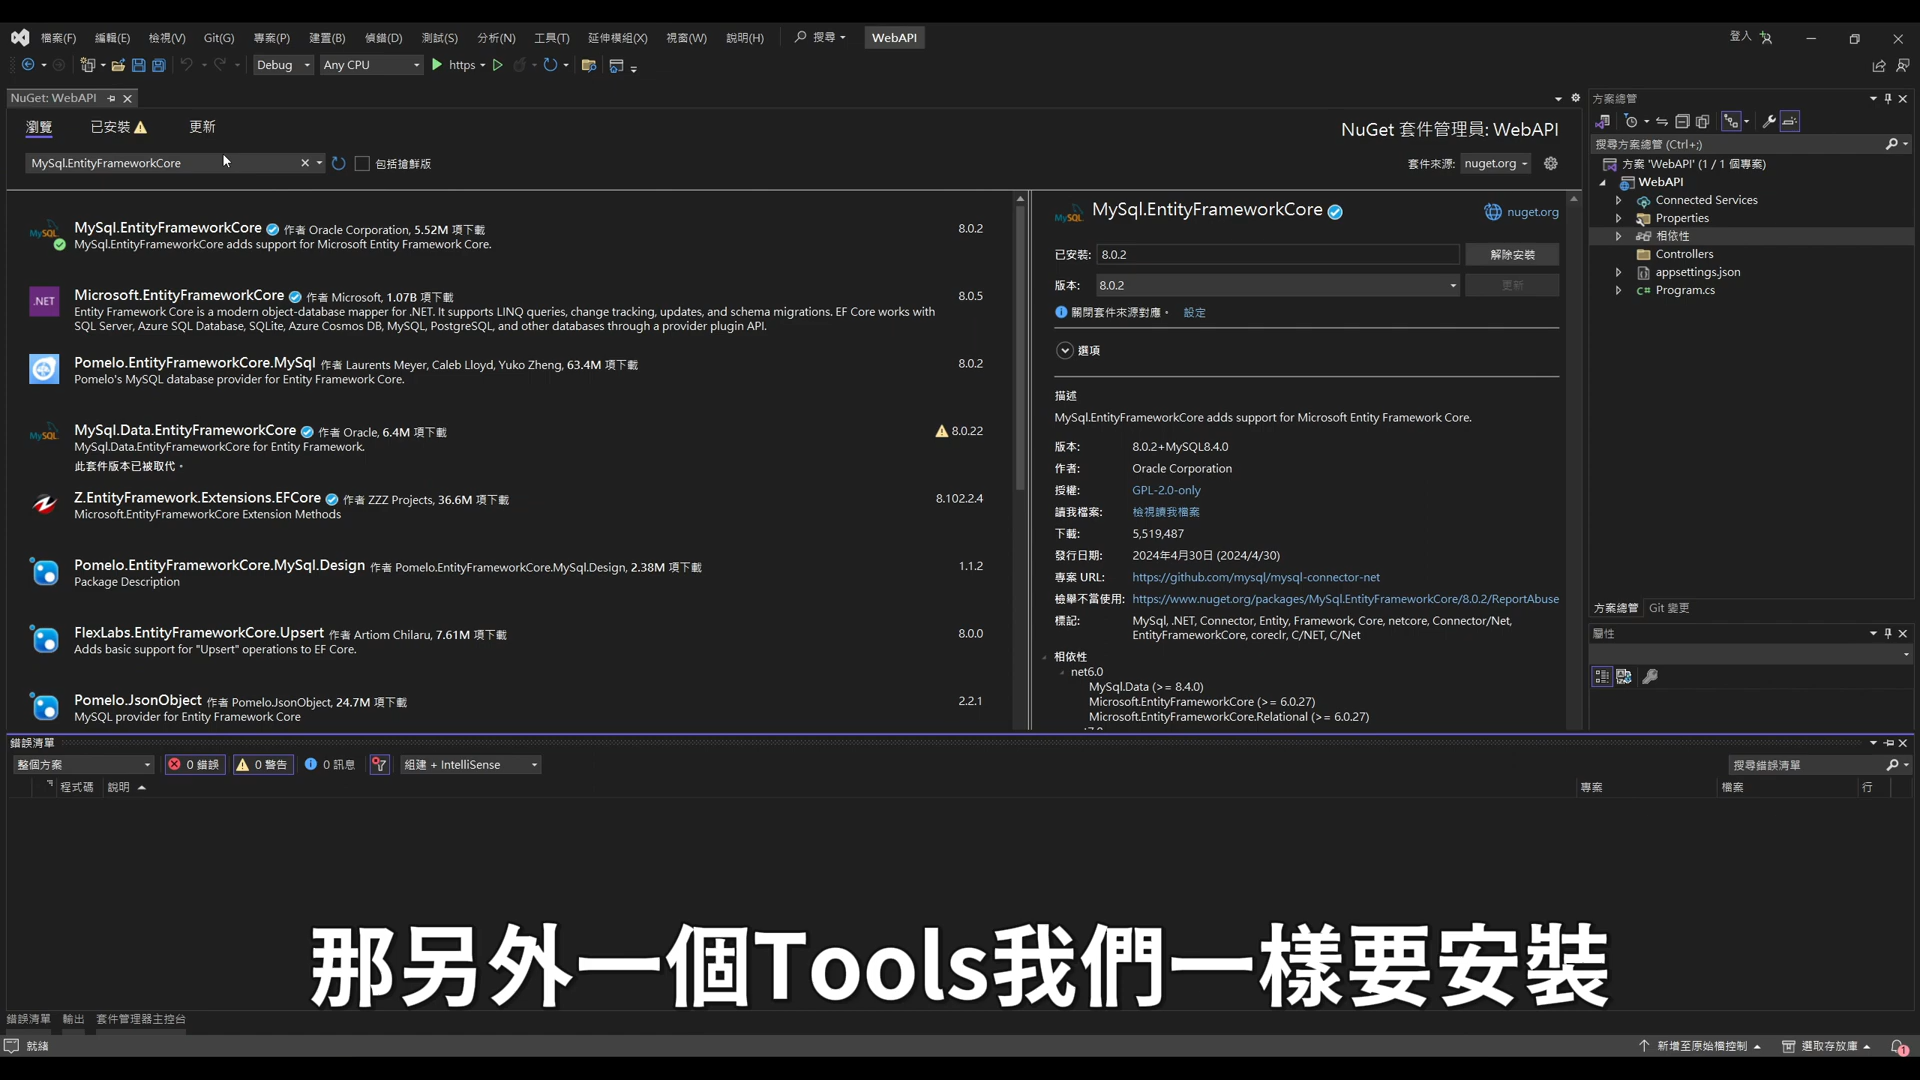 檔案(F) 編輯(E) 檢視(V) Git(G) 專案(P) 建置(B) 偵錯(D) 測試(S) 分析(N) 工具(T) 延伸模組(X) 視窗(W) 說明(H) 搜尋 WebAPI 登入
Debug Any CPU https
NuGet: WebAPI
瀏覽 已安裝 更新
NuGet 套件管理員: WebAPI
MySql.EntityFrameworkCore 包括搶鮮版
套件來源: nuget.org
MySql.EntityFrameworkCore 作者 Oracle Corporation, 5.52M 項下載 8.0.2
MySql.EntityFrameworkCore adds support for Microsoft Entity Framework Core.
.NET
Microsoft.EntityFrameworkCore 作者 Microsoft, 1.07B 項下載 8.0.5
Entity Framework Core is a modern object-database mapper for .NET. It supports LINQ queries, change tracking, updates, and schema migrations. EF Core works with
SQL Server, Azure SQL Database, SQLite, Azure Cosmos DB, MySQL, PostgreSQL, and other databases through a provider plugin API.
Pomelo.EntityFrameworkCore.MySql 作者 Laurents Meyer, Caleb Lloyd, Yuko Zheng, 63.4M 項下載 8.0.2
Pomelo's MySQL database provider for Entity Framework Core.
MySql.Data.EntityFrameworkCore 作者 Oracle, 6.4M 項下載 8.0.22
MySql.Data.EntityFrameworkCore for Entity Framework.
此套件版本已被取代。
Z.EntityFramework.Extensions.EFCore 作者 ZZZ Projects, 36.6M 項下載 8.102.2.4
Microsoft.EntityFrameworkCore Extension Methods
Pomelo.EntityFrameworkCore.MySql.Design 作者 Pomelo.EntityFrameworkCore.MySql.Design, 2.38M 項下載 1.1.2
Package Description
FlexLabs.EntityFrameworkCore.Upsert 作者 Artiom Chilaru, 7.61M 項下載 8.0.0
Adds basic support for "Upsert" operations to EF Core.
Pomelo.JsonObject 作者 Pomelo.JsonObject, 24.7M 項下載 2.2.1
MySQL provider for Entity Framework Core
MySQL MySql.EntityFrameworkCore nuget.org
已安裝: 8.0.2 解除安裝
版本: 8.0.2 更新
關閉套件來源對應。 設定
選項
描述
MySql.EntityFrameworkCore adds support for Microsoft Entity Framework Core.
版本: 8.0.2+MySQL8.4.0
作者: Oracle Corporation
授權: GPL-2.0-only
讀我檔案: 檢視讀我檔案
下載: 5,519,487
發行日期: 2024年4月30日 (2024/4/30)
專案 URL: https://github.com/mysql/mysql-connector-net
檢舉不當使用: https://www.nuget.org/packages/MySql.EntityFrameworkCore/8.0.2/ReportAbuse
標記: MySql, .NET, Connector, Entity, Framework, Core, netcore, Connector/Net,
EntityFrameworkCore, coreclr, C/NET, C/Net
相依性
net6.0
MySql.Data (>= 8.4.0)
Microsoft.EntityFrameworkCore (>= 6.0.27)
Microsoft.EntityFrameworkCore.Relational (>= 6.0.27)
方案總管
搜尋方案總管 (Ctrl+;)
方案 'WebAPI' (1 / 1 個專案)
WebAPI
Connected Services
Properties
相依性
Controllers
appsettings.json
C# Program.cs
方案總管 Git 變更
屬性
錯誤清單
整個方案 0 錯誤 0 警告 0 訊息 組建 + IntelliSense 搜尋錯誤清單
程式碼 說明 專案 檔案 行
那另外一個Tools我們一樣要安裝
錯誤清單 輸出 套件管理器主控台
就緒 新增至原始檔控制 選取存放庫 1